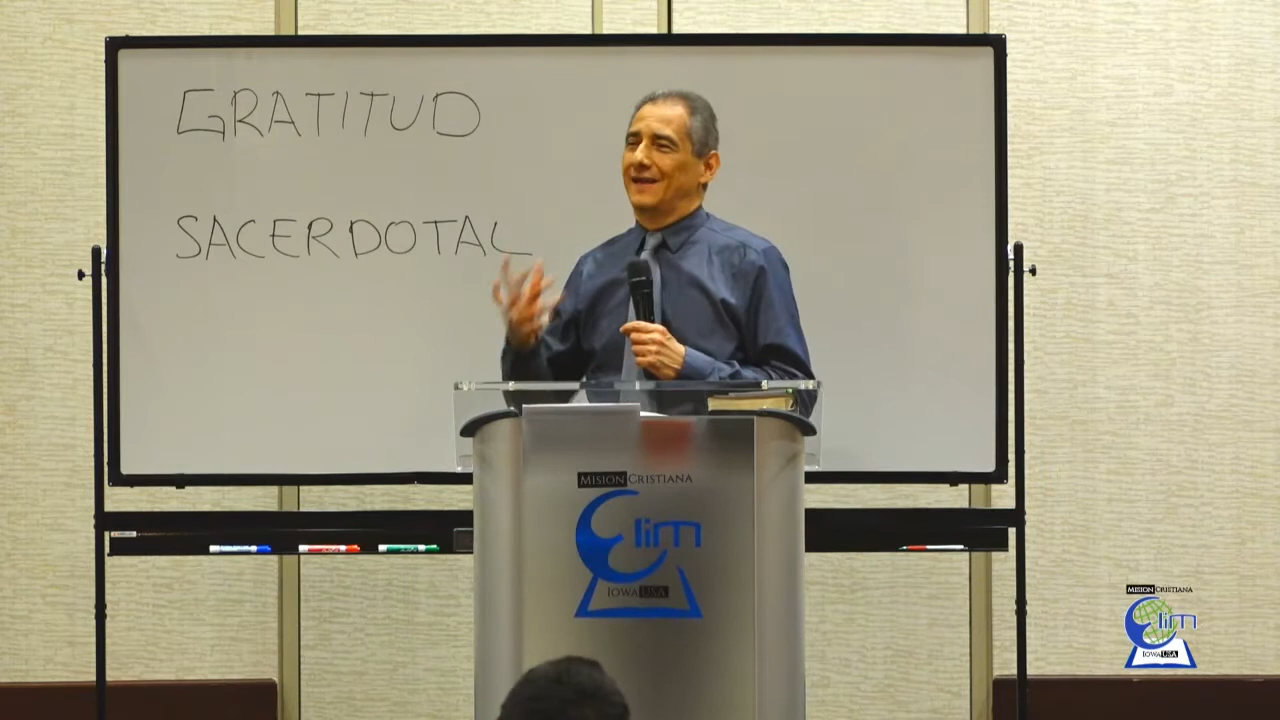 GRATITUD
SACERDOTAL
MISION CRISTIANA
Elim
IOWA USA
MISION CRISTIANA
Elim
IOWA USA